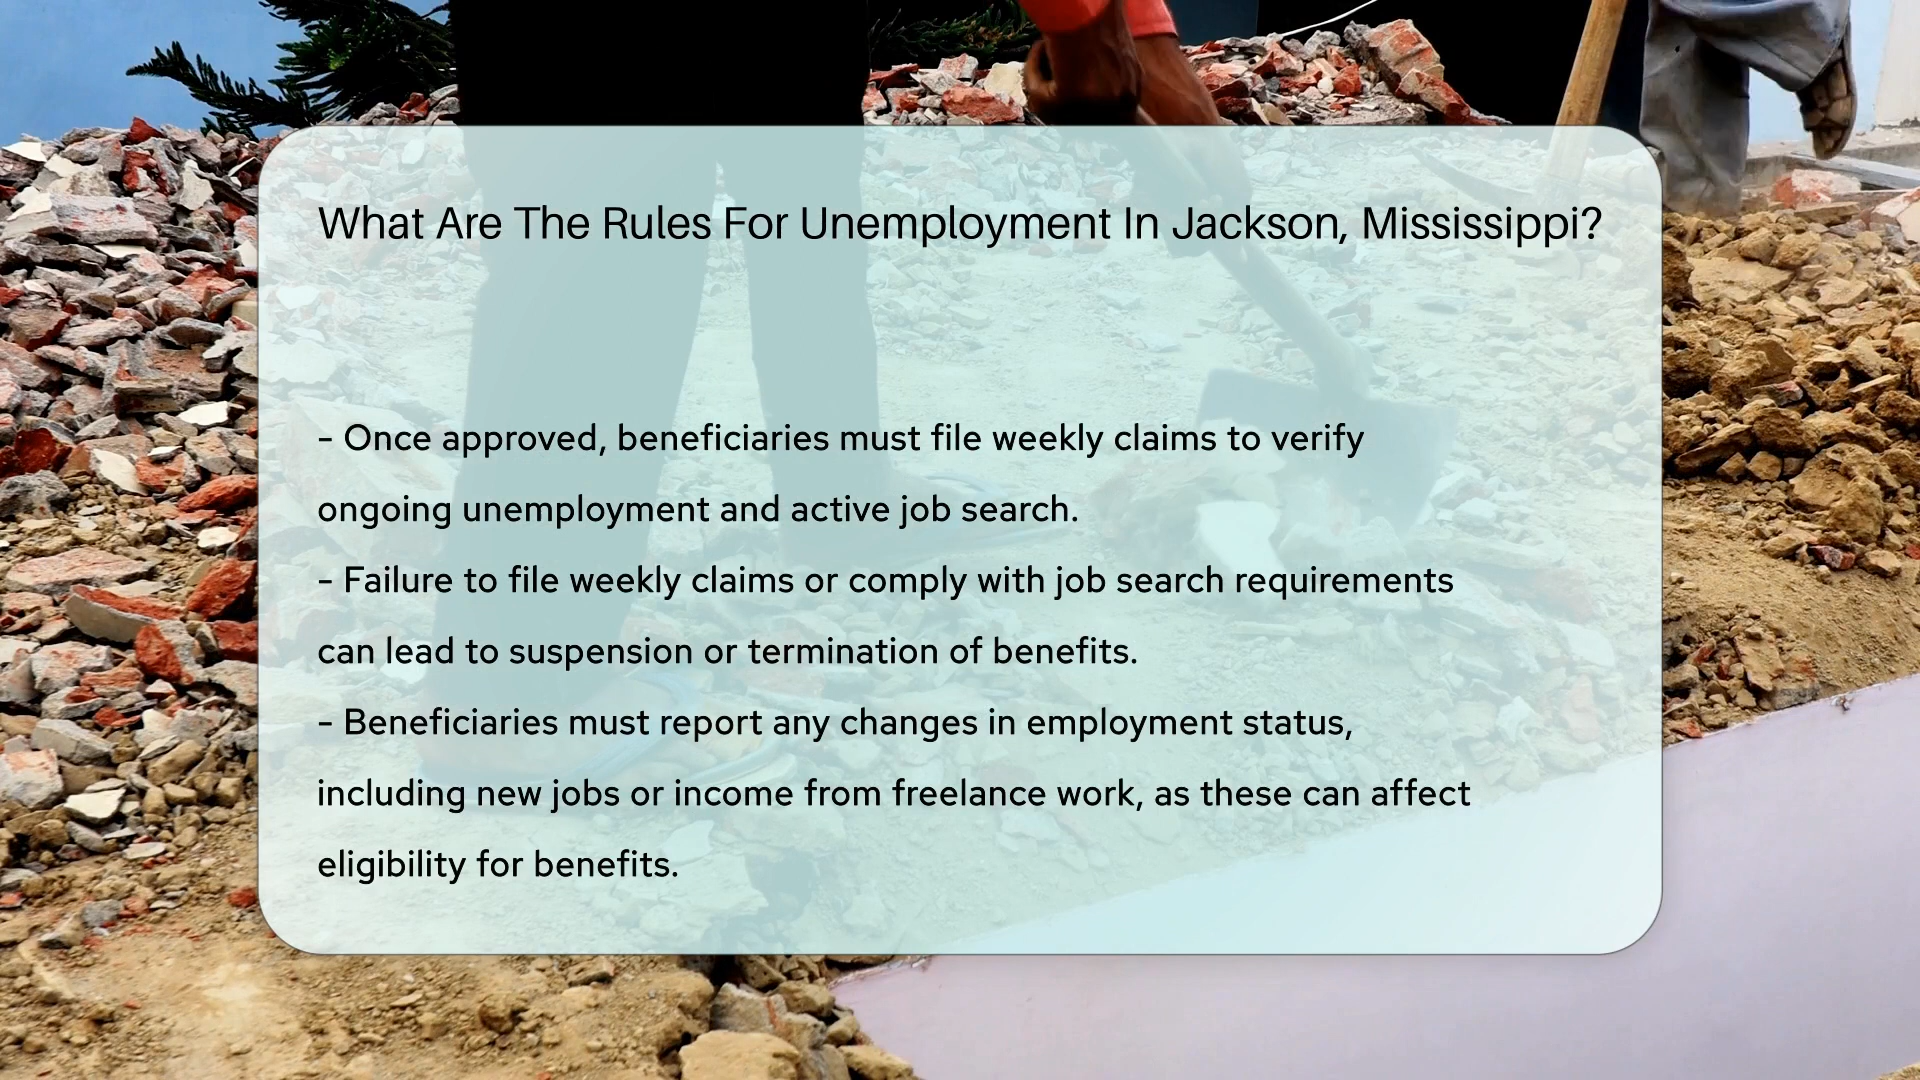 What Are The Rules For Unemployment In Jackson, Mississippi?
- Once approved, beneficiaries must file weekly claims to verify
ongoing unemployment and active job search.
- Failure to file weekly claims or comply with job search requirements
can lead to suspension or termination of benefits.
- Beneficiaries must report any changes in employment status,
including new jobs or income from freelance work, as these can affect
eligibility for benefits.